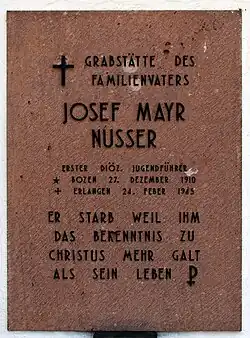 GRABSTÄTTE DES
FAMILIENVATERS
JOSEF MAYR
NUSSER
ERSTER DIÖZ. JUGENDFÜHRER
* BOZEN 27. DEZEMBER 1910
+ ERLANGEN 24. FEBER 1945
ER STARB WEIL IHM
DAS BEKENNTNIS ZU
CHRISTUS MEHR GALT
ALS SEIN LEBEN